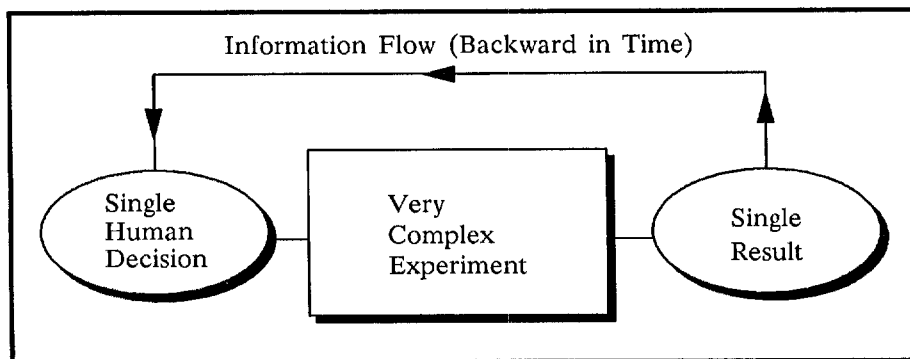 Information Flow (Backward in Time)
Single
Human
Decision
Very
Complex
Experiment
Single
Result